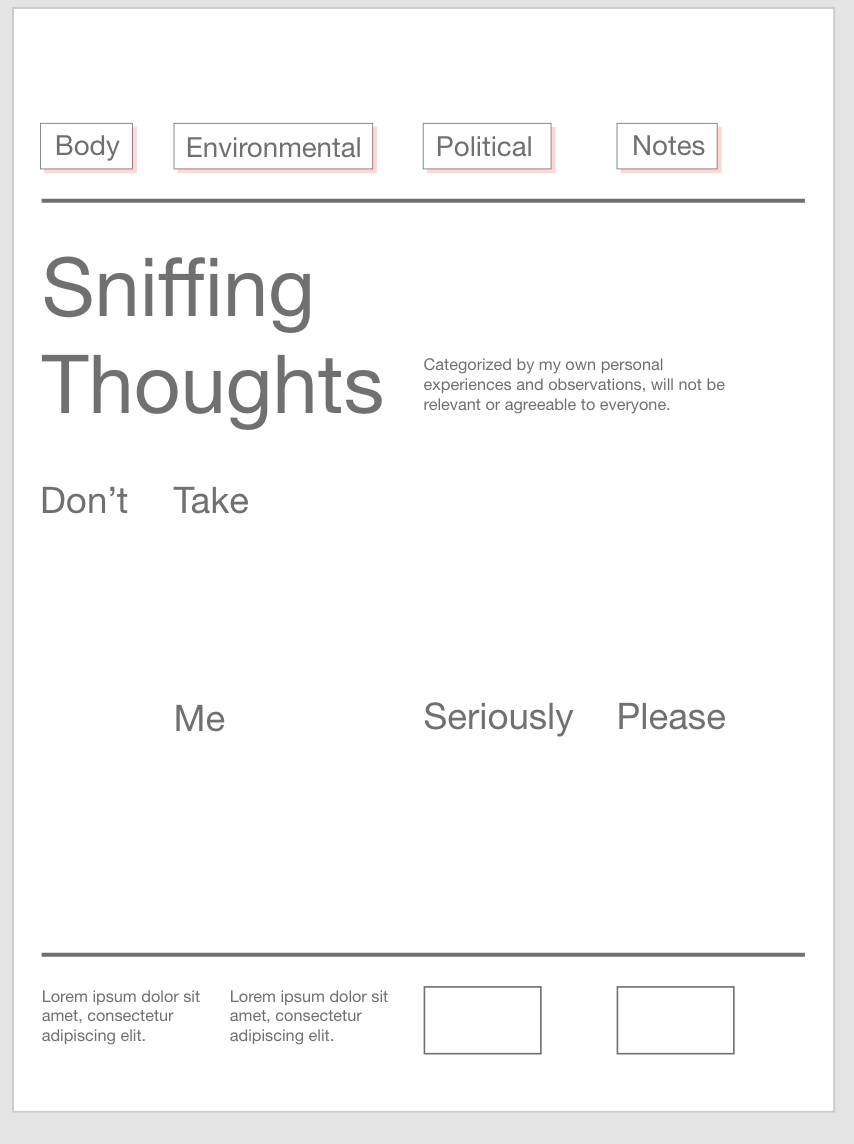 Body
Environmental
Political
Notes
Sniffing
Thoughts
Categorized by my own personal
experiences and observations, will not be
relevant or agreeable to everyone.
Don’t Take
Me Seriously Please
Lorem ipsum dolor sit
amet, consectetur
adipiscing elit.
Lorem ipsum dolor sit
amet, consectetur
adipiscing elit.